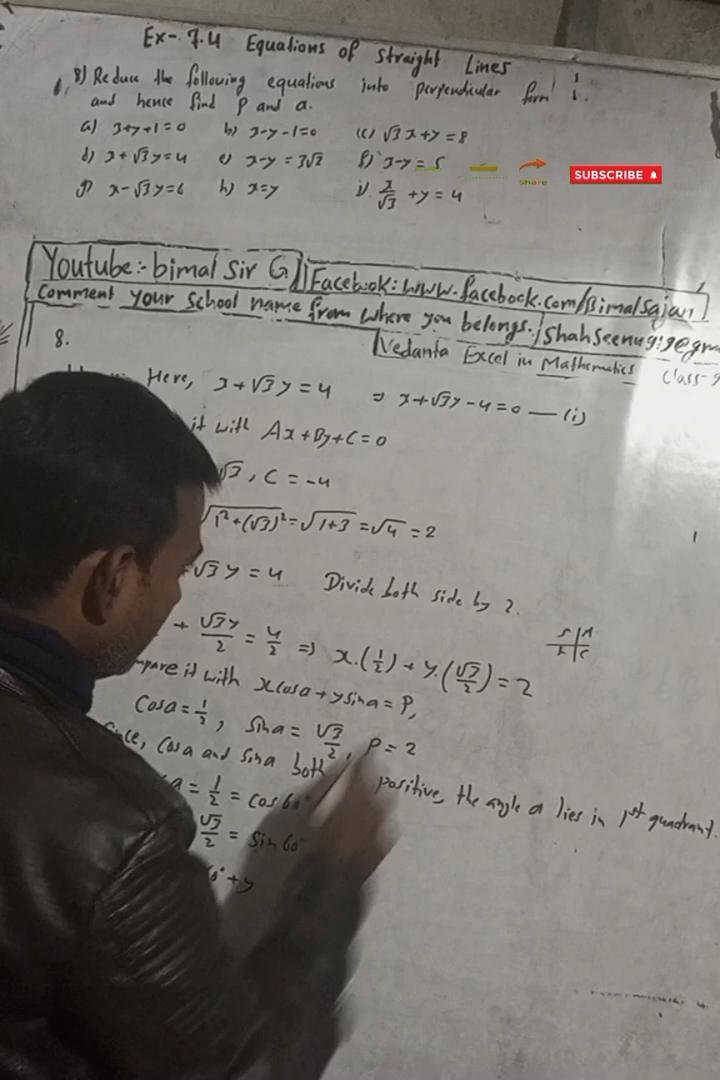 Ex- 7.4 Equations of Straight Lines
8) Reduce the following equations into perpendicular form
and hence find P and α.
a) x+y+1=0 b) x-y-1=0 (c) √3 x+y=8
d) x+√3y=4 e) x-y=3√2 f) x-y=5
g) x-√3y=6 h) x=y i) x/√3 + y = 4
Share
SUBSCRIBE
Youtube:- bimal Sir G
Facebook: www.facebook.com/Bimalsajan
Comment your school name from where you belongs.
Vedanta Excel in Mathematics class-9
8.
Here, x+√3y=4 ⇒ x+√3y-4=0 — (i)
it with Ax+By+C=0
√3, C=-4
√1²+(√3)² = √1+3 = √4 = 2
√3 y = 4 Divide both side by 2.
+ √3y/2 = 4/2 ⇒ x.(1/2)+y.(√3/2)=2
S A
T C
pare it with xcosα+ysinα=P,
Cosα=1/2, sinα=√3/2, P=2
nce, cosα and sinα both positive, the angle α lies in 1st quadrant.
α = 1/2 = cos60°
√3/2 = sin60°
0°+y